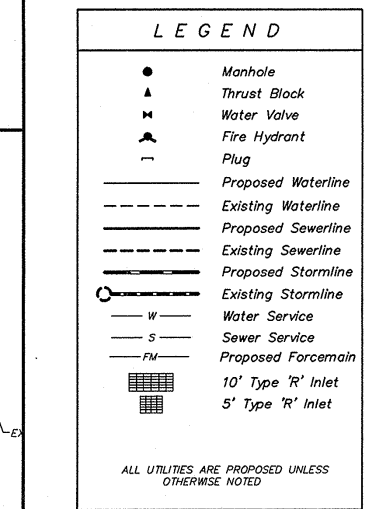 LEGEND
Manhole
Thrust Block
Water Valve
Fire Hydrant
Plug
Proposed Waterline
Existing Waterline
Proposed Sewerline
Existing Sewerline
Proposed Stormline
Existing Stormline
W Water Service
S Sewer Service
FM Proposed Forcemain
10' Type 'R' Inlet
5' Type 'R' Inlet
EX
ALL UTILITIES ARE PROPOSED UNLESS
OTHERWISE NOTED